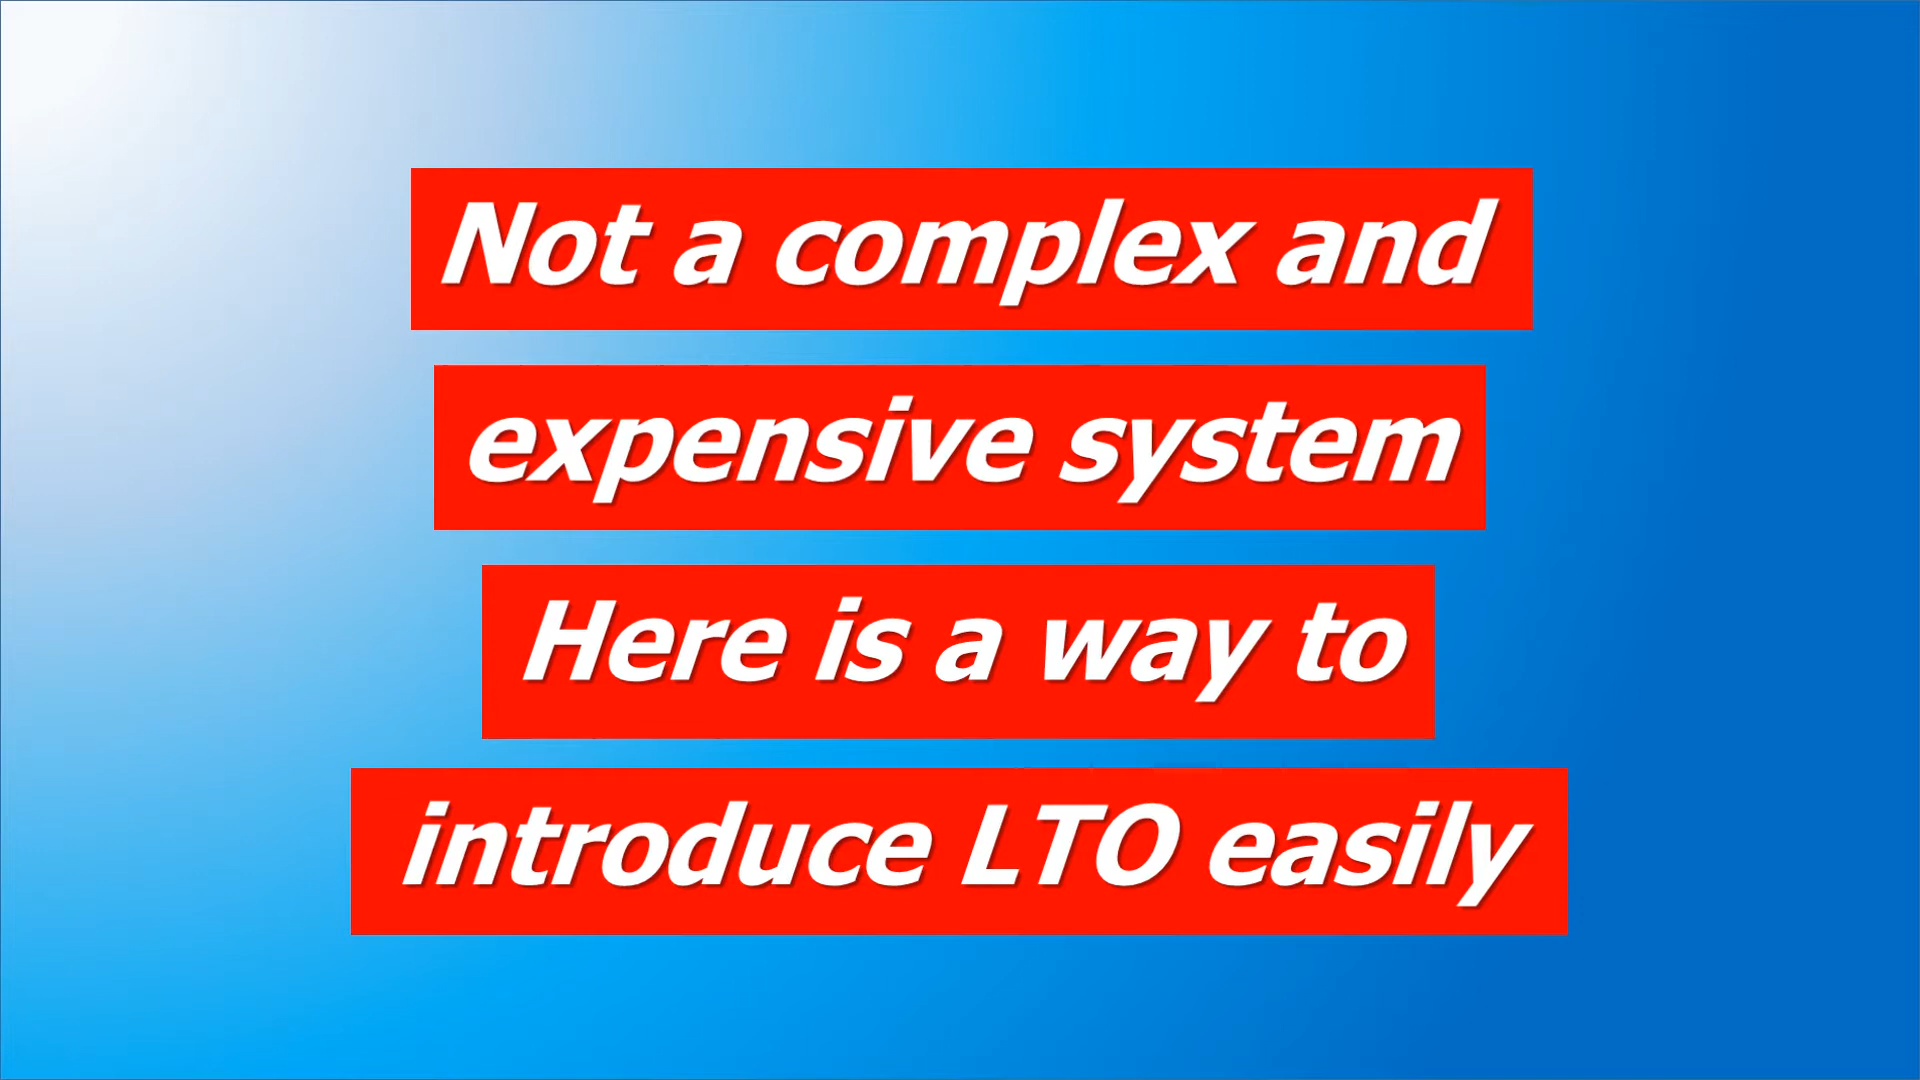 Not a complex and
expensive system
Here is a way to
introduce LTO easily